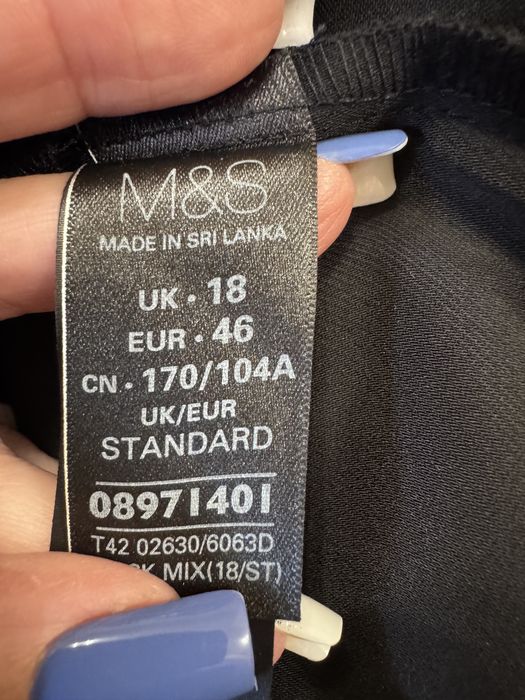 M&S
MADE IN SRI LANKA
UK • 18
EUR • 46
CN • 170/104A
UK/EUR
STANDARD
08971401
T42 02630/6063D
MIX(18/ST)